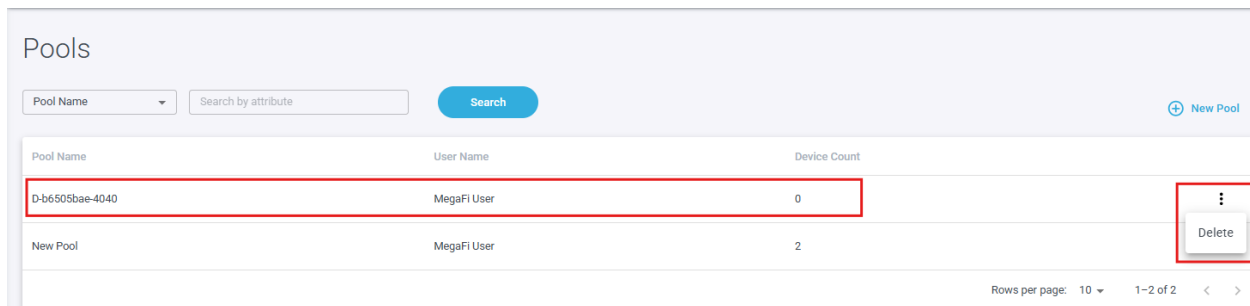 Pools
Pool Name Search by attribute Search New Pool
Pool Name User Name Device Count
D-b6505bae-4040 MegaFi User 0
Delete
New Pool MegaFi User 2
Rows per page: 10 1–2 of 2